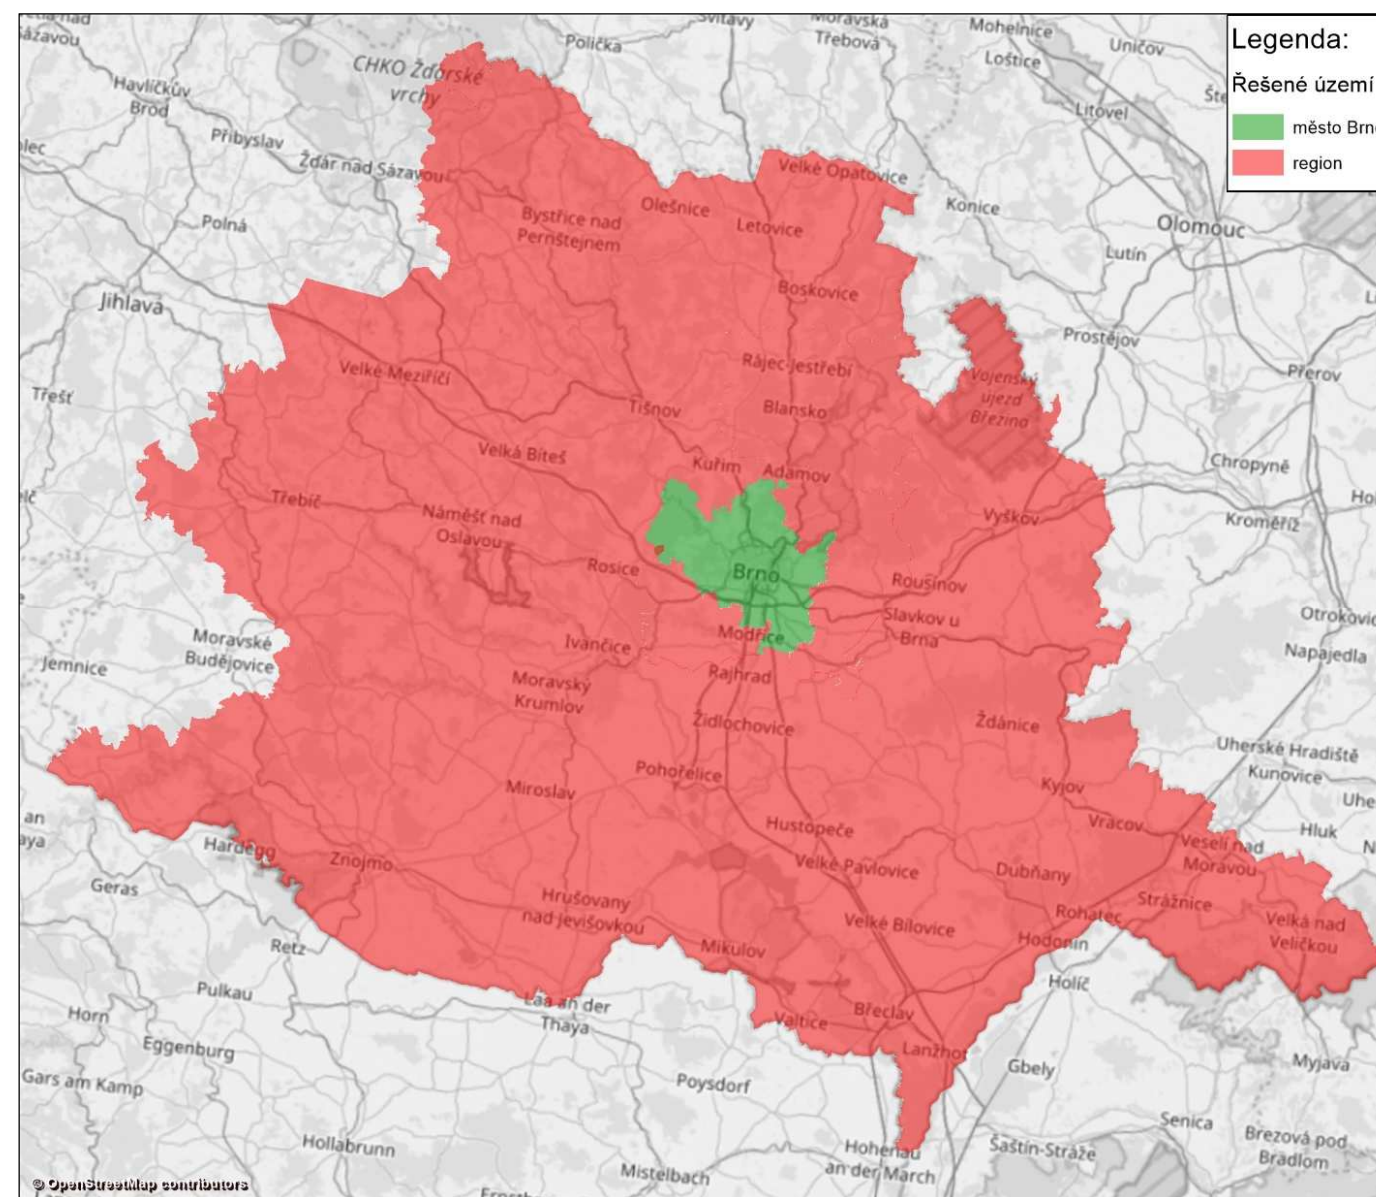 Legenda:
Řešené území
město Brno
region
Svitavy
Moravská
Třebová
Mohelnice
Loštice
Uničov
Litovel
Polička
CHKO Žďárské
vrchy
Sázavou
Havlíčkův
Brod
Přibyslav
Žďár nad Sázavou
Polná
Jihlava
Třešť
Bystřice nad
Pernštejnem
Olešnice
Letovice
Velké Opatovice
Boskovice
Konice
Olomouc
Lutín
Prostějov
Přerov
Vojenský
újezd
Březina
Rájec-Jestřebí
Blansko
Velké Meziříčí
Tišnov
Velká Bíteš
Kuřim
Adamov
Chropyně
Kroměříž
Třebíč
Náměšť nad
Oslavou
Vyškov
Rosice
Brno
Rousínov
Slavkov u
Brna
Otrokovic
Napajedla
Moravské
Budějovice
Jemnice
Ivančice
Modřice
Rajhrad
Moravský
Krumlov
Židlochovice
Ždánice
Uherské Hradiště
Kunovice
Uhe
Hluk
Miroslav
Pohořelice
Kyjov
Vracov
Veselí nad
Moravou
an
aya
Hardegg
Znojmo
Hustopeče
Velké Pavlovice
Dubňany
Strážnice
Rohatec
Velká nad
Veličkou
Geras
Retz
Hrušovany
nad Jevišovkou
Mikulov
Velké Bílovice
Hodonín
Holíč
Pulkau
Horn
Laa an der
Thaya
Valtice
Břeclav
Lanžhot
Eggenburg
Gars am Kamp
Poysdorf
Gbely
Myjava
Senica
Brezová pod
Bradlom
Hollabrunn
Mistelbach
Hohenau
an der March
Šaštín-Stráže
© OpenStreetMap contributors